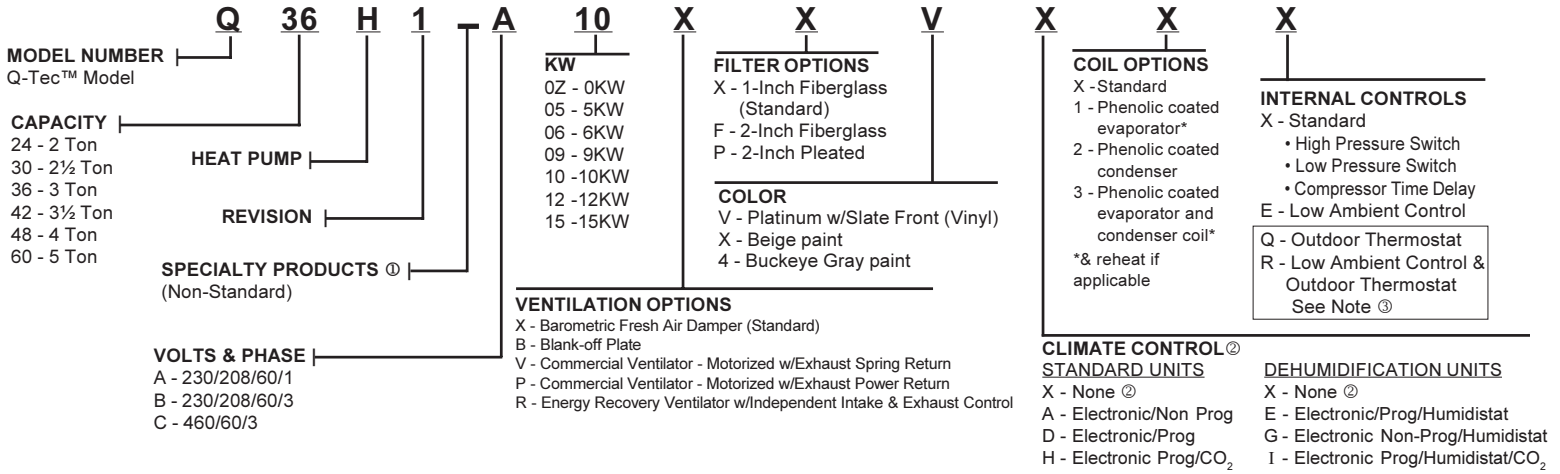 Q 36 H 1 – A 10 X X V X X X
MODEL NUMBER
Q-Tec™ Model
CAPACITY
24 - 2 Ton
30 - 2½ Ton
36 - 3 Ton
42 - 3½ Ton
48 - 4 Ton
60 - 5 Ton
HEAT PUMP
REVISION
SPECIALTY PRODUCTS ①
(Non-Standard)
VOLTS & PHASE
A - 230/208/60/1
B - 230/208/60/3
C - 460/60/3
KW
0Z - 0KW
05 - 5KW
06 - 6KW
09 - 9KW
10 -10KW
12 -12KW
15 -15KW
VENTILATION OPTIONS
X - Barometric Fresh Air Damper (Standard)
B - Blank-off Plate
V - Commercial Ventilator - Motorized w/Exhaust Spring Return
P - Commercial Ventilator - Motorized w/Exhaust Power Return
R - Energy Recovery Ventilator w/Independent Intake & Exhaust Control
FILTER OPTIONS
X - 1-Inch Fiberglass
(Standard)
F - 2-Inch Fiberglass
P - 2-Inch Pleated
COLOR
V - Platinum w/Slate Front (Vinyl)
X - Beige paint
4 - Buckeye Gray paint
CLIMATE CONTROL②
STANDARD UNITS
X - None ②
A - Electronic/Non Prog
D - Electronic/Prog
H - Electronic Prog/CO₂
DEHUMIDIFICATION UNITS
X - None ②
E - Electronic/Prog/Humidistat
G - Electronic Non-Prog/Humidistat
I - Electronic Prog/Humidistat/CO₂
COIL OPTIONS
X - Standard
1 - Phenolic coated
evaporator*
2 - Phenolic coated
condenser
3 - Phenolic coated
evaporator and
condenser coil*
*& reheat if
applicable
INTERNAL CONTROLS
X - Standard
• High Pressure Switch
• Low Pressure Switch
• Compressor Time Delay
E - Low Ambient Control
Q - Outdoor Thermostat
R - Low Ambient Control &
Outdoor Thermostat
See Note ③